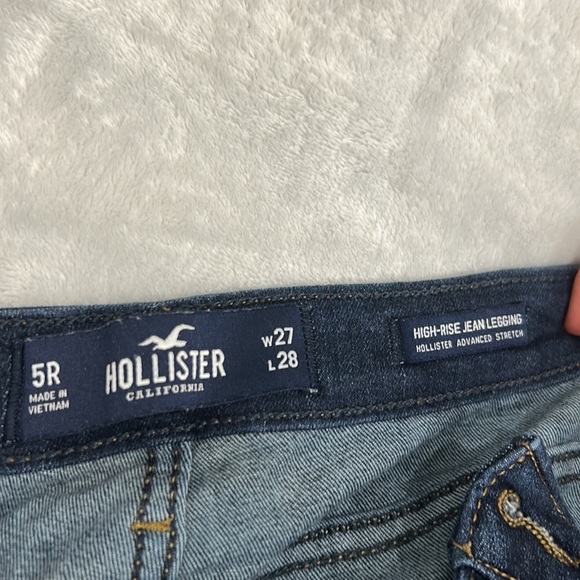 5R
MADE IN
VIETNAM
HOLLISTER
CALIFORNIA
W27
L28
HIGH-RISE JEAN LEGGING
HOLLISTER ADVANCED STRETCH